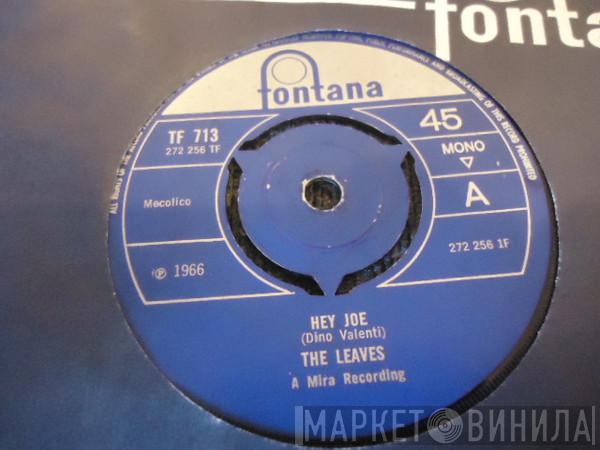 fontana
fontana
TF 713
272 256 TF
45
MONO
A
Mecolico
272 256 1F
℗ 1966
HEY JOE
(Dino Valenti)
THE LEAVES
A Mira Recording
МАРКЕТ ВИНИЛА